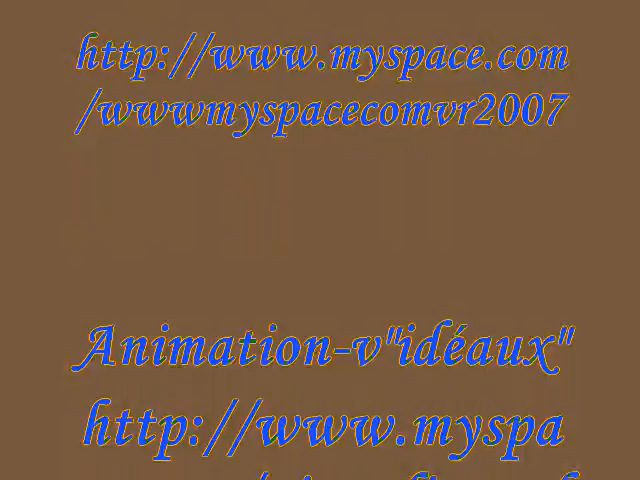 http://www.myspace.com
/wwwmyspacecomvr2007
Animation-v"idéaux"
http://www.myspa